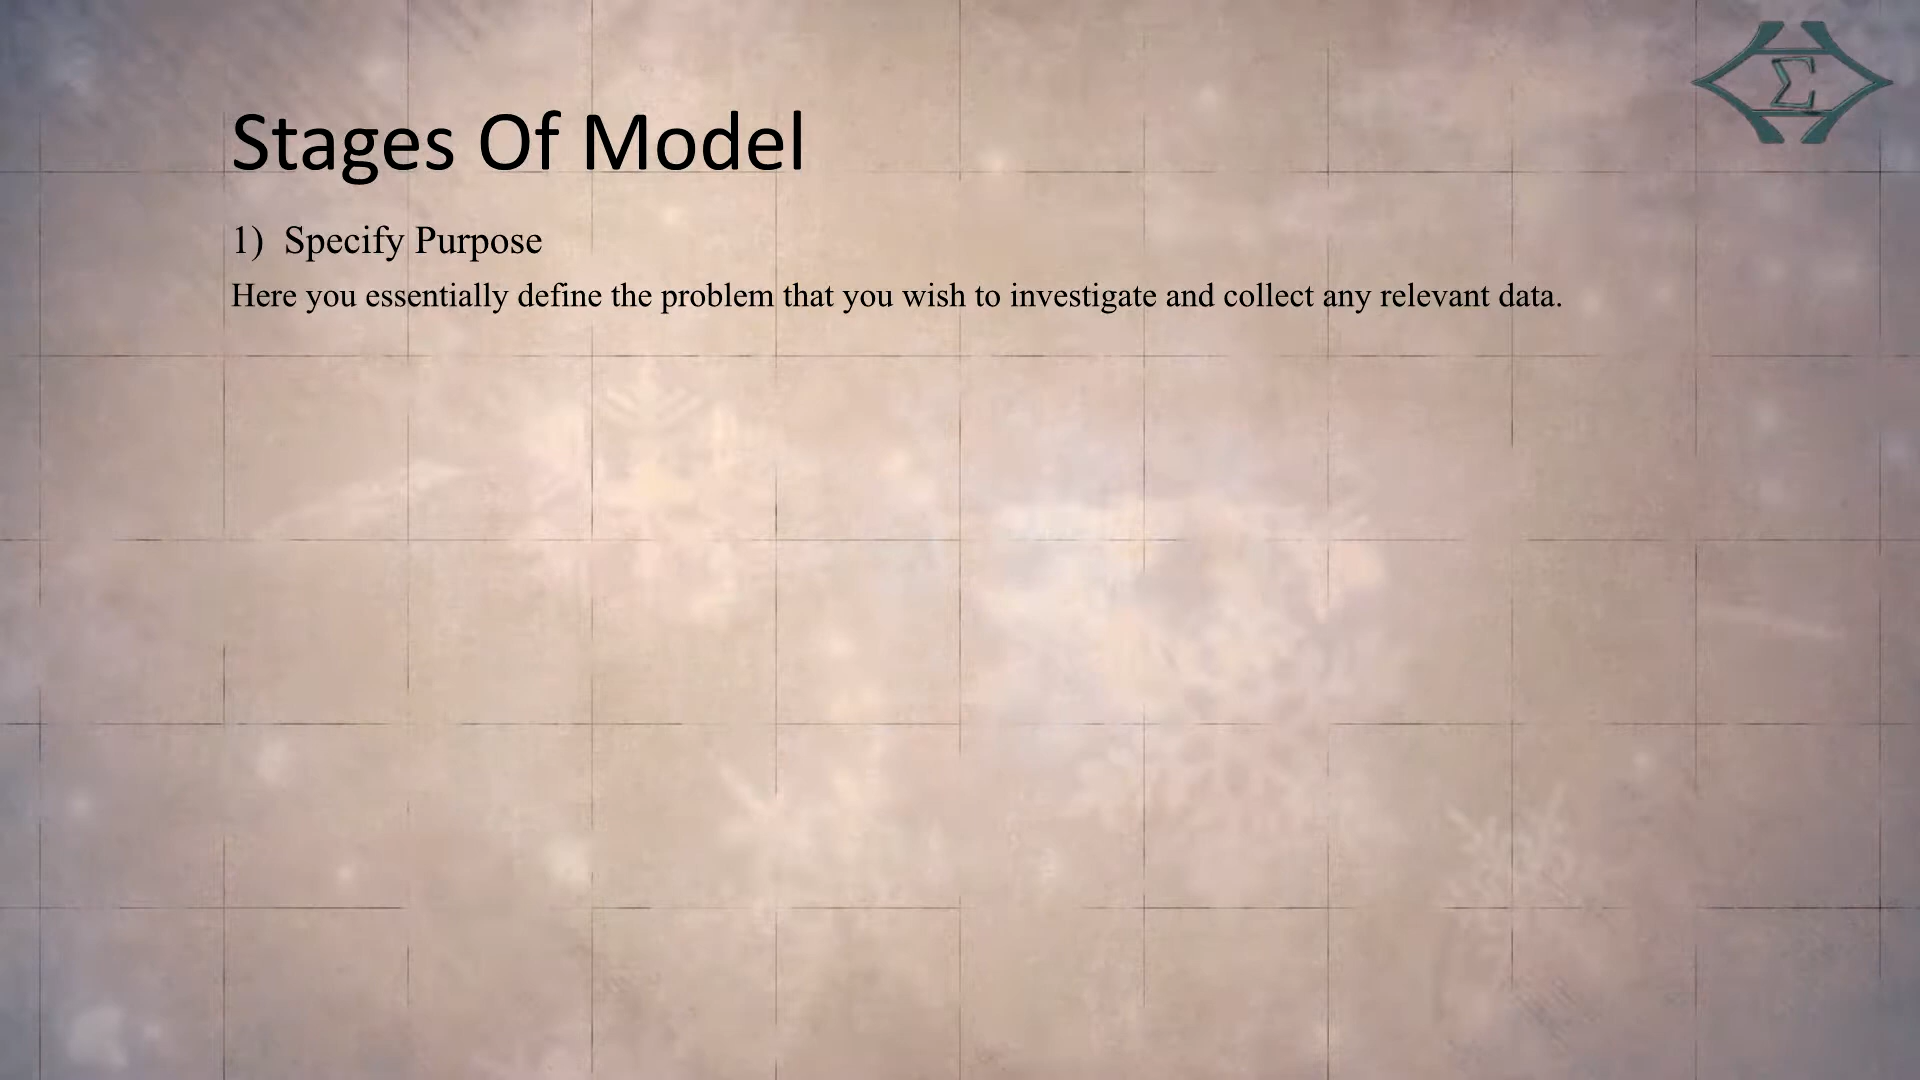 Σ
Stages Of Model
1) Specify Purpose
Here you essentially define the problem that you wish to investigate and collect any relevant data.